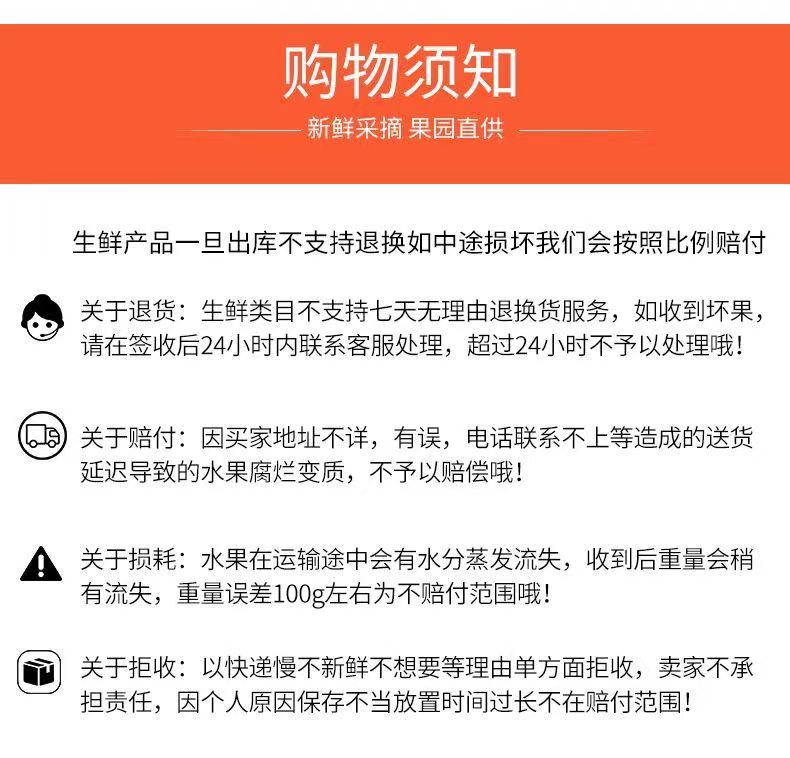 购物须知
新鲜采摘 果园直供
生鲜产品一旦出库不支持退换如中途损坏我们会按照比例赔付
关于退货：生鲜类目不支持七天无理由退换货服务，如收到坏果，
请在签收后24小时内联系客服处理，超过24小时不予以处理哦！
关于赔付：因买家地址不详，有误，电话联系不上等造成的送货
延迟导致的水果腐烂变质，不予以赔偿哦！
关于损耗：水果在运输途中会有水分蒸发流失，收到后重量会稍
有流失，重量误差100g左右为不赔付范围哦！
关于拒收：以快递慢不新鲜不想要等理由单方面拒收，卖家不承
担责任，因个人原因保存不当放置时间过长不在赔付范围！